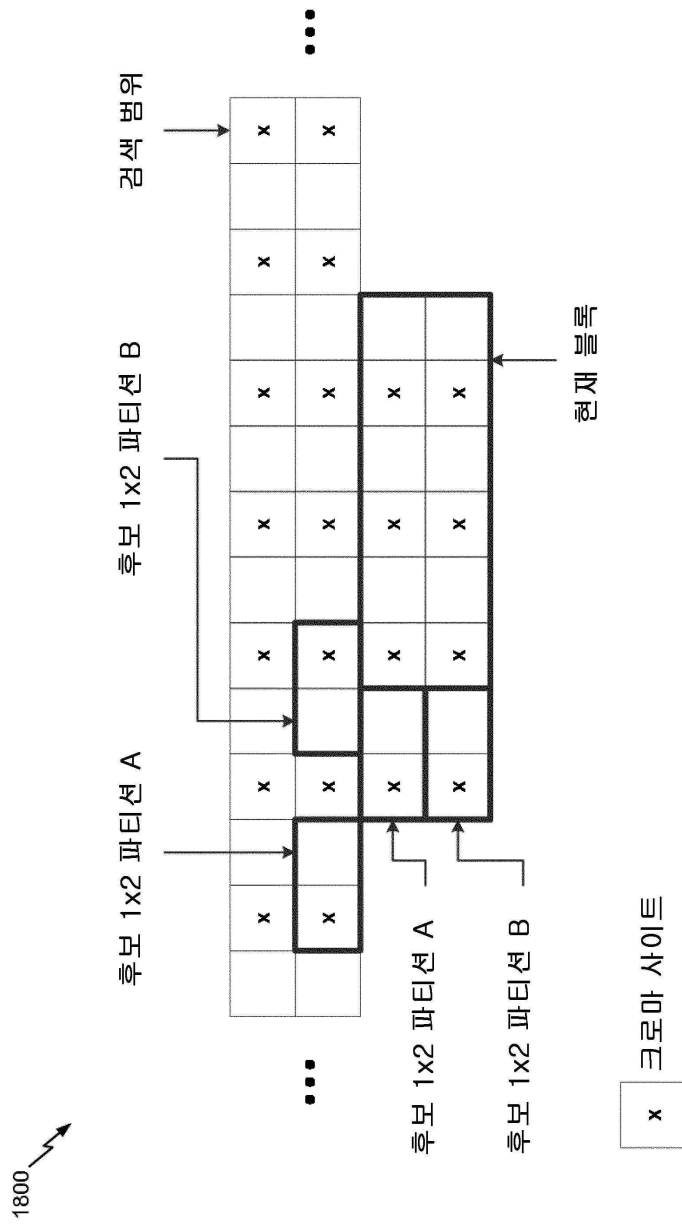 1800
후보 1x2 파티션 A
후보 1x2 파티션 B
검색 범위
•••
x x x x x x x
•••
x x x x x x x
후보 1x2 파티션 A
x x x x
후보 1x2 파티션 B
x x x x
현재 블록
x 크로마 사이트